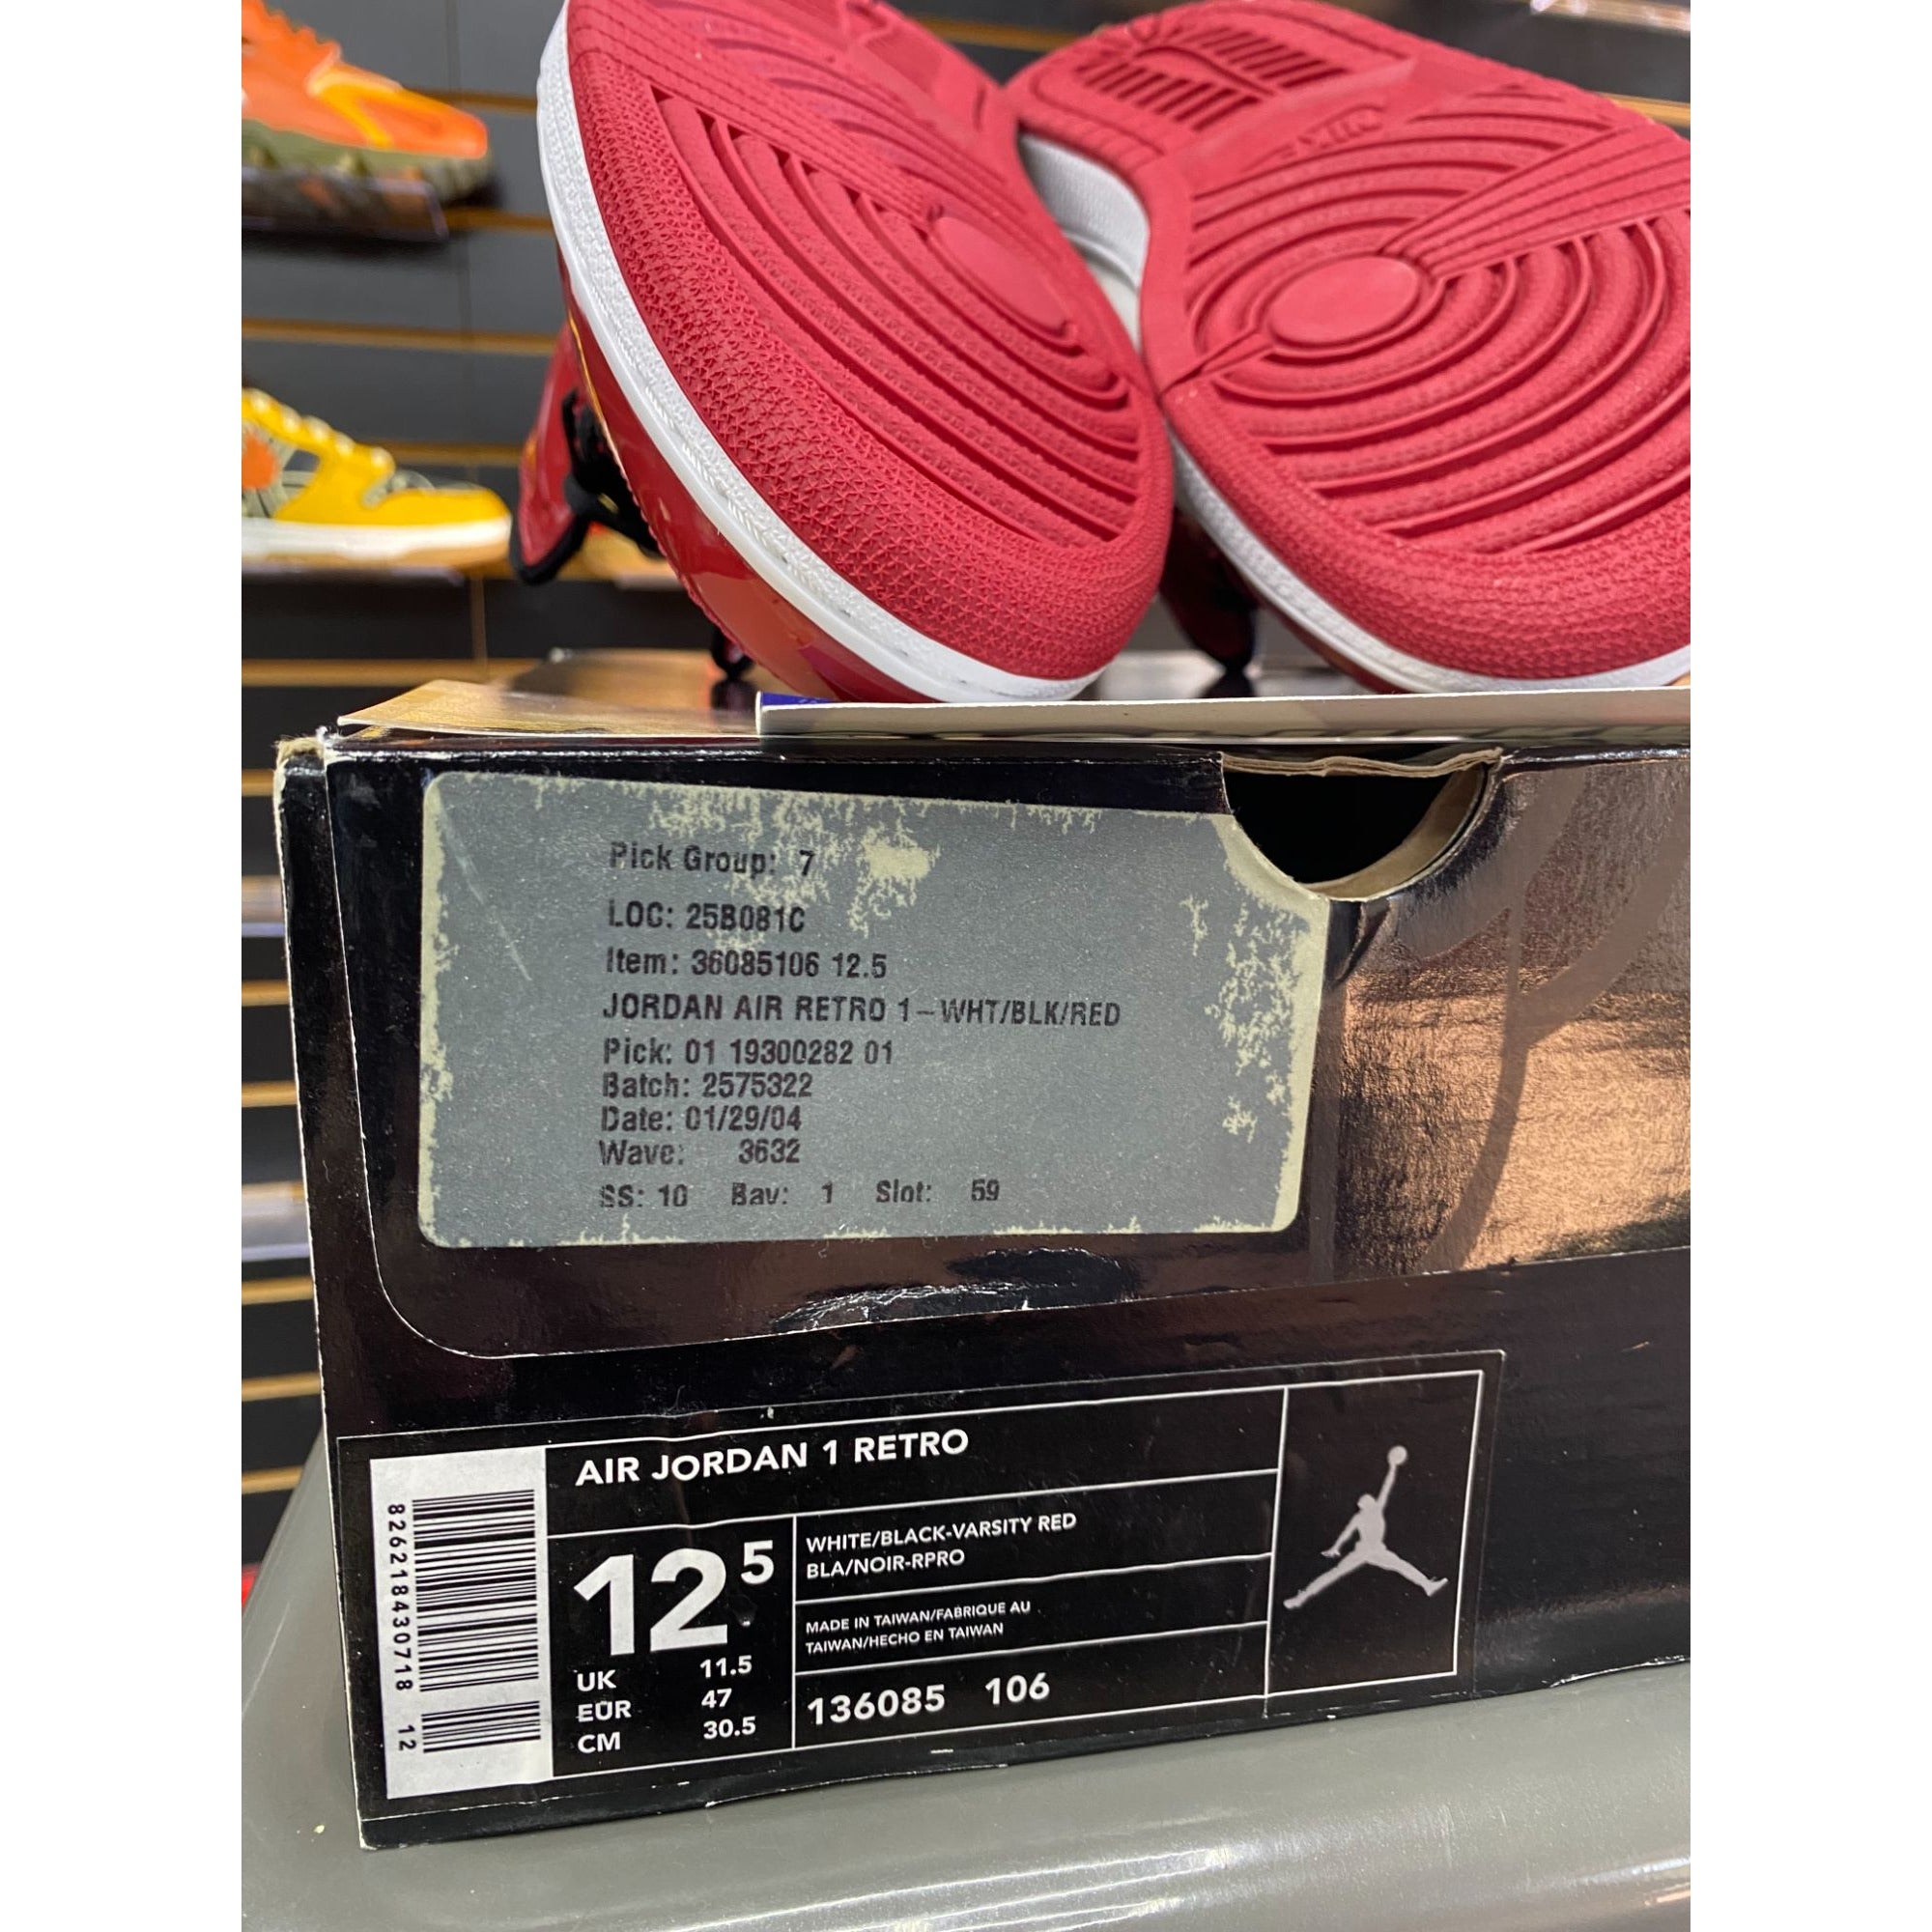 Pick Group: 7
LOC: 25B081C
Item: 36085106 12.5
JORDAN AIR RETRO 1-WHT/BLK/RED
Pick: 01 19300282 01
Batch: 2575322
Date: 01/29/04
Wave: 3632
SS: 10 Bay: 1 Slot: 59
AIR JORDAN 1 RETRO
12 5
WHITE/BLACK-VARSITY RED
BLA/NOIR-RPRO
MADE IN TAIWAN/FABRIQUE AU
TAIWAN/HECHO EN TAIWAN
UK 11.5
EUR 47
CM 30.5
136085 106
826218430718 12